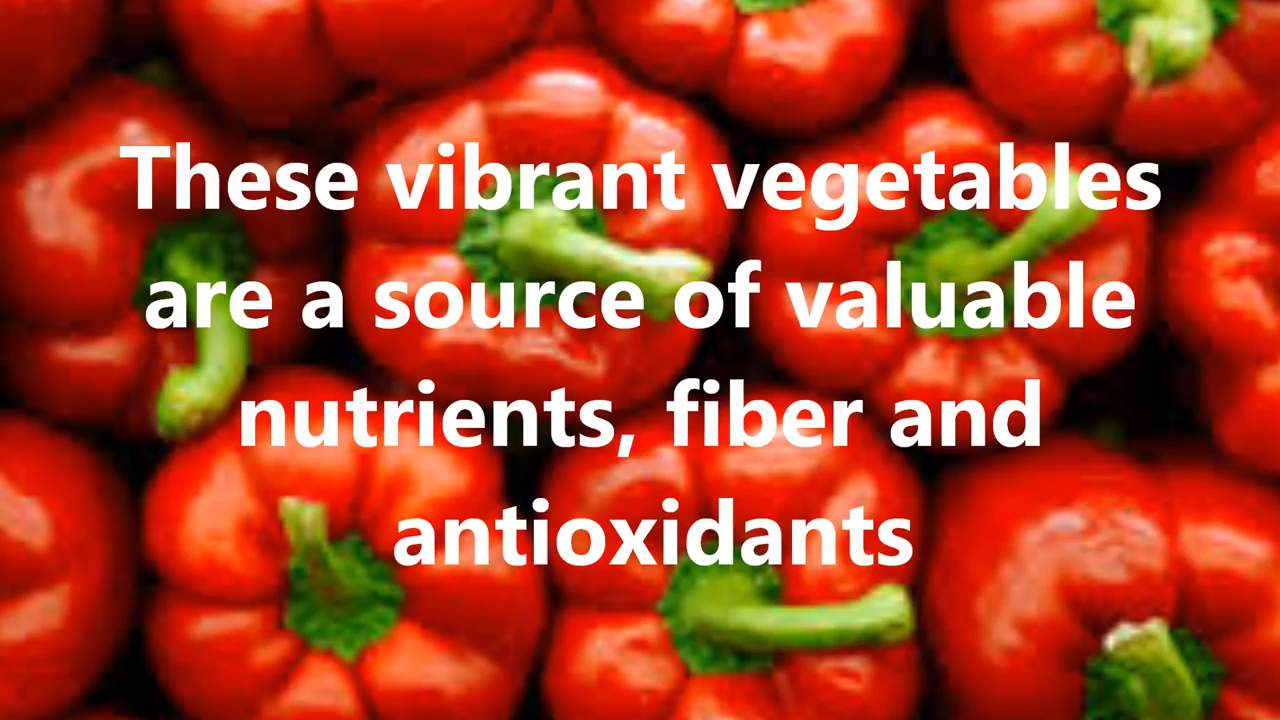 These vibrant vegetables
are a source of valuable
nutrients, fiber and
antioxidants